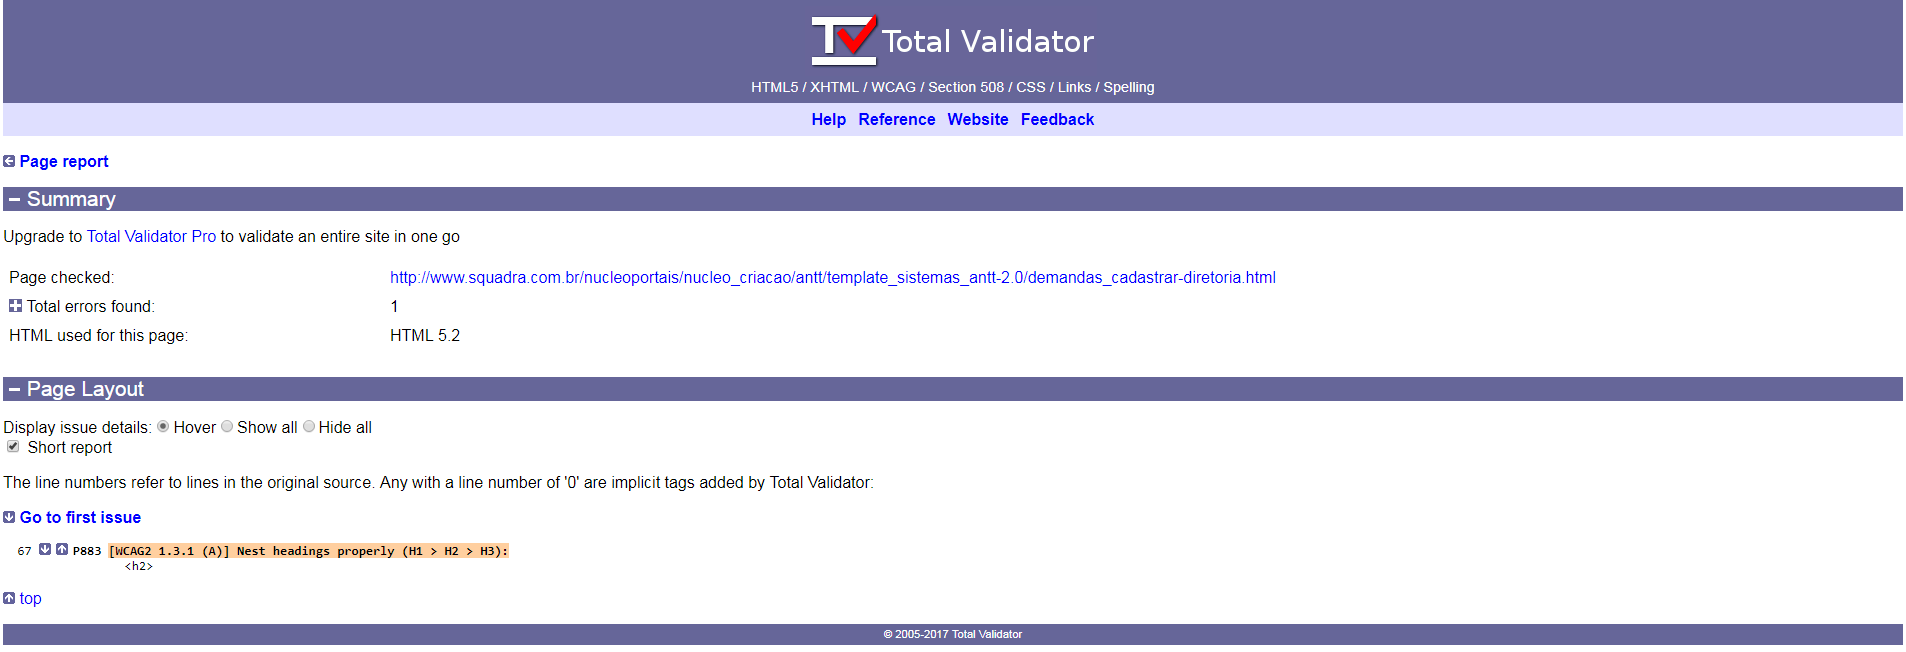 Total Validator
HTML5 / XHTML / WCAG / Section 508 / CSS / Links / Spelling
Help Reference Website Feedback
Page report
Summary
Upgrade to Total Validator Pro to validate an entire site in one go
Page checked: http://www.squadra.com.br/nucleoportais/nucleo_criacao/antt/template_sistemas_antt-2.0/demandas_cadastrar-diretoria.html
Total errors found: 1
HTML used for this page: HTML 5.2
Page Layout
Display issue details: Hover Show all Hide all
Short report
The line numbers refer to lines in the original source. Any with a line number of '0' are implicit tags added by Total Validator:
Go to first issue
67 P883 [WCAG2 1.3.1 (A)] Nest headings properly (H1 > H2 > H3):
<h2>
top
© 2005-2017 Total Validator